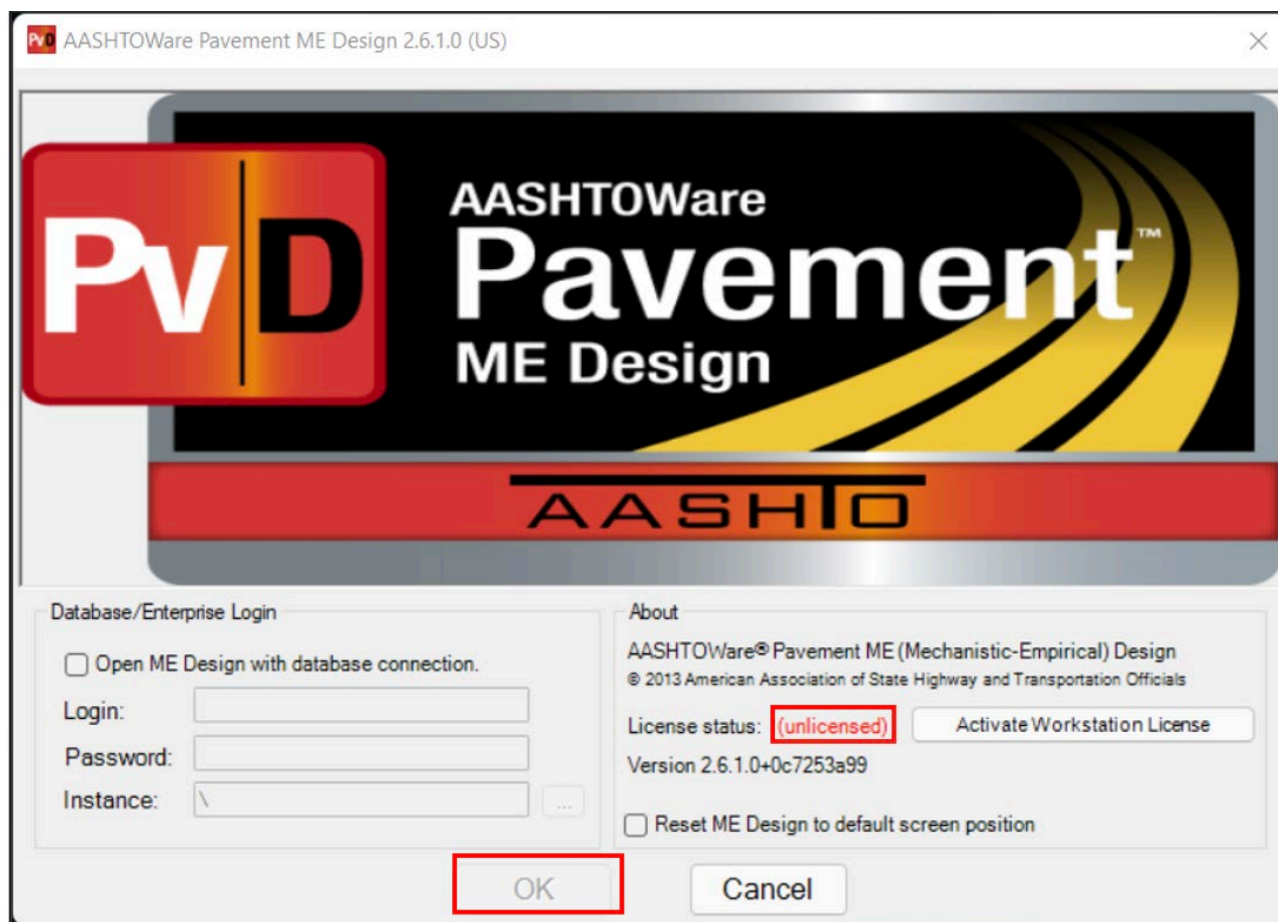 PvD AASHTOWare Pavement ME Design 2.6.1.0 (US)
Pv D
AASHTOWare
Pavement™
ME Design
AASHTO
Database/Enterprise Login
Open ME Design with database connection.
Login:
Password:
Instance: \ ...
About
AASHTOWare® Pavement ME (Mechanistic-Empirical) Design
© 2013 American Association of State Highway and Transportation Officials
License status: (unlicensed) Activate Workstation License
Version 2.6.1.0+0c7253a99
Reset ME Design to default screen position
OK Cancel